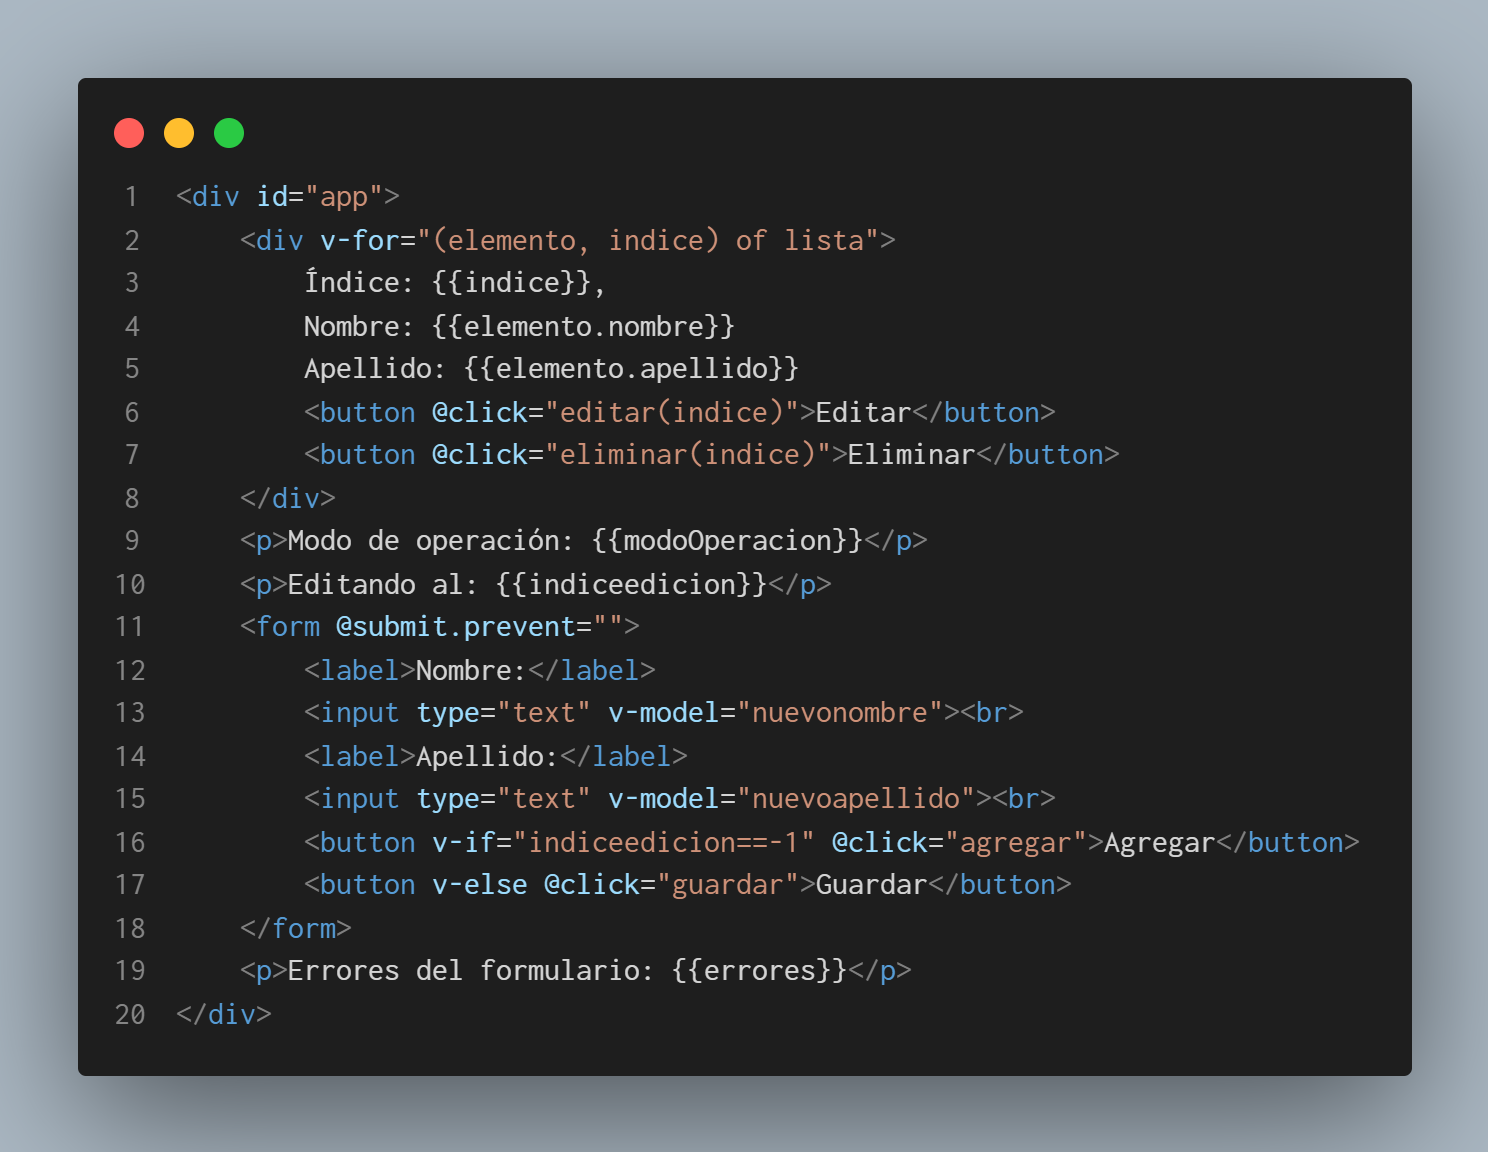 1 <div id="app">
2     <div v-for="(elemento, indice) of lista">
3         Índice: {{indice}},
4         Nombre: {{elemento.nombre}}
5         Apellido: {{elemento.apellido}}
6         <button @click="editar(indice)">Editar</button>
7         <button @click="eliminar(indice)">Eliminar</button>
8     </div>
9     <p>Modo de operación: {{modoOperacion}}</p>
10     <p>Editando al: {{indiceedicion}}</p>
11     <form @submit.prevent="">
12         <label>Nombre:</label>
13         <input type="text" v-model="nuevonombre"><br>
14         <label>Apellido:</label>
15         <input type="text" v-model="nuevoapellido"><br>
16         <button v-if="indiceedicion==-1" @click="agregar">Agregar</button>
17         <button v-else @click="guardar">Guardar</button>
18     </form>
19     <p>Errores del formulario: {{errores}}</p>
20 </div>